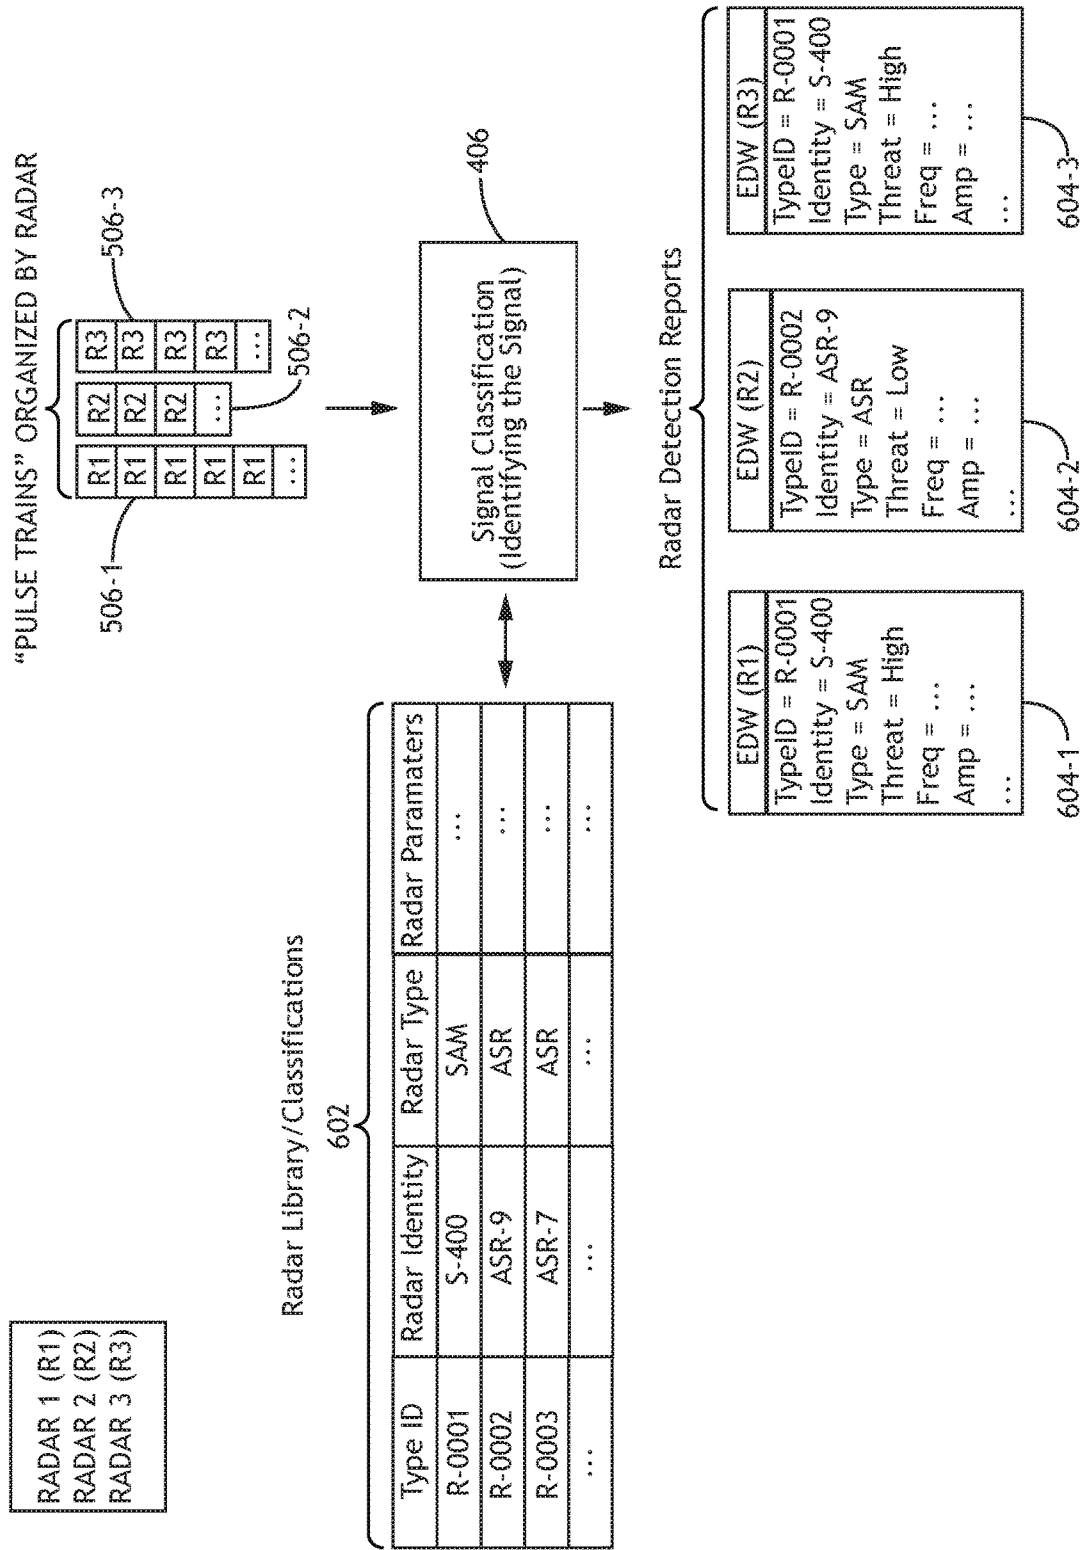 RADAR 1 (R1)
RADAR 2 (R2)
RADAR 3 (R3)
"PULSE TRAINS" ORGANIZED BY RADAR
506-1
R1
R1
R1
R1
R1
...
R2
R2
R2
...
506-2
R3
R3
R3
R3
...
506-3
Radar Library/Classifications
602
Type ID Radar Identity Radar Type Radar Paramaters
R-0001 S-400 SAM ...
R-0002 ASR-9 ASR ...
R-0003 ASR-7 ASR ...
... ... ... ...
Signal Classification
(Identifying the Signal)
406
Radar Detection Reports
EDW (R1)
TypeID = R-0001
Identity = S-400
Type = SAM
Threat = High
Freq = ...
Amp = ...
...
604-1
EDW (R2)
TypeID = R-0002
Identity = ASR-9
Type = ASR
Threat = Low
Freq = ...
Amp = ...
...
604-2
EDW (R3)
TypeID = R-0001
Identity = S-400
Type = SAM
Threat = High
Freq = ...
Amp = ...
...
604-3